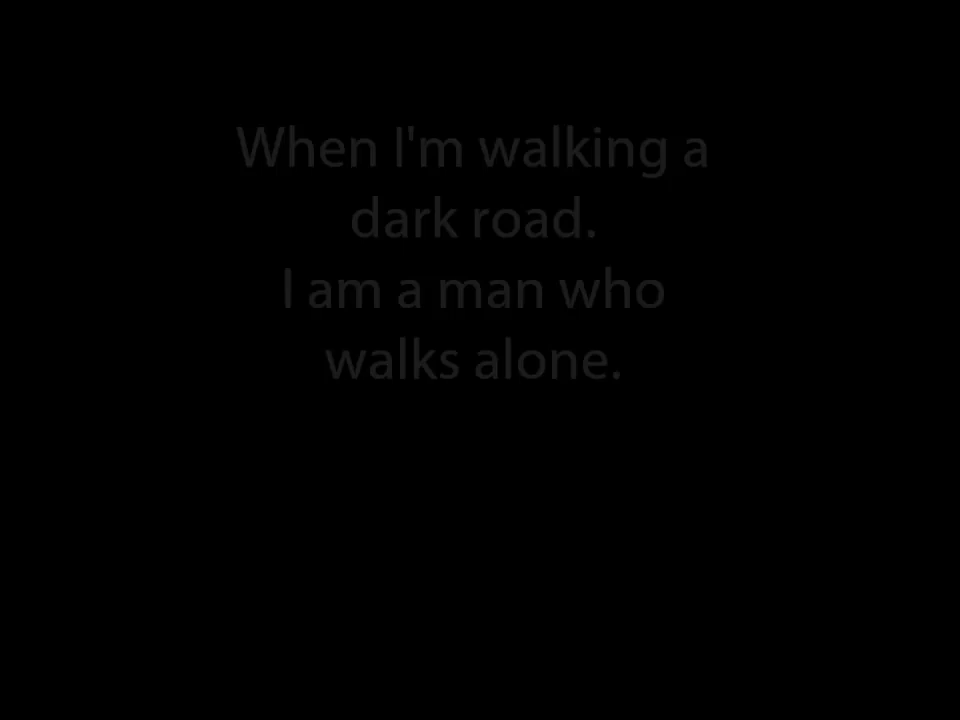 When I'm walking a
dark road.
I am a man who
walks alone.